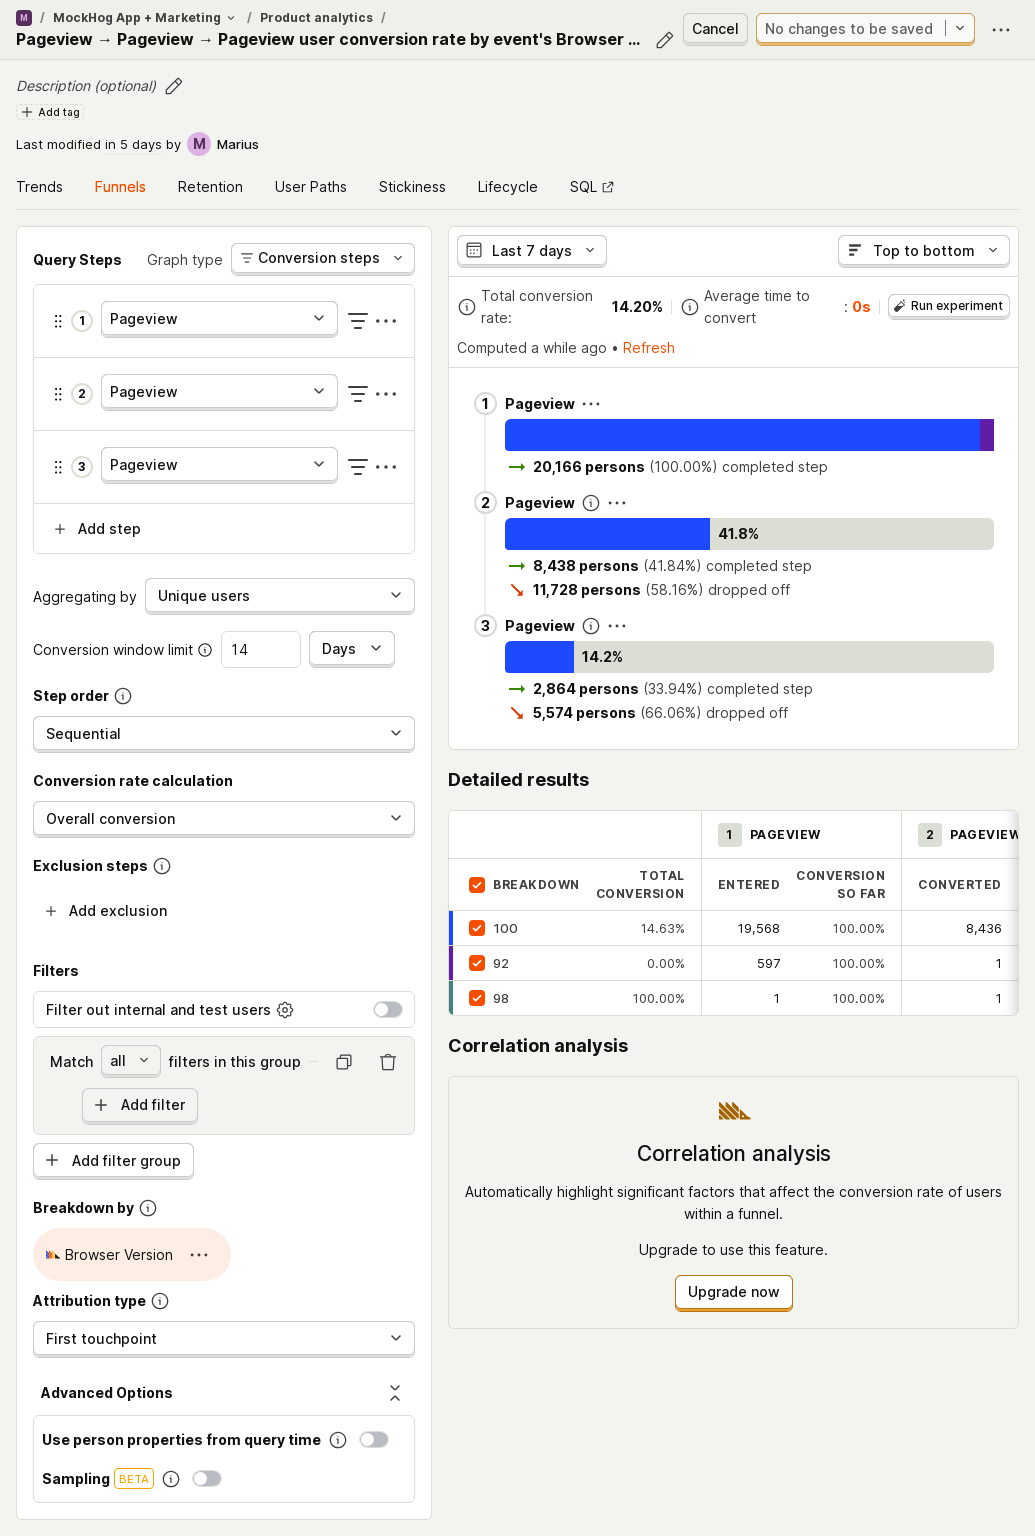 M / MockHog App + Marketing / Product analytics /
Pageview → Pageview → Pageview user conversion rate by event's Browser ...
Cancel
No changes to be saved
Description (optional)
Add tag
Last modified in 5 days by M Marius
Trends Funnels Retention User Paths Stickiness Lifecycle SQL
Query Steps Graph type Conversion steps
1 Pageview
2 Pageview
3 Pageview
Add step
Aggregating by Unique users
Conversion window limit 14 Days
Step order
Sequential
Conversion rate calculation
Overall conversion
Exclusion steps
Add exclusion
Filters
Filter out internal and test users
Match all filters in this group
Add filter
Add filter group
Breakdown by
Browser Version
Attribution type
First touchpoint
Advanced Options
Use person properties from query time
Sampling BETA
Last 7 days Top to bottom
Total conversion rate: 14.20% Average time to convert : 0s Run experiment
Computed a while ago • Refresh
1 Pageview
20,166 persons (100.00%) completed step
2 Pageview
41.8%
8,438 persons (41.84%) completed step
11,728 persons (58.16%) dropped off
3 Pageview
14.2%
2,864 persons (33.94%) completed step
5,574 persons (66.06%) dropped off
Detailed results
1 PAGEVIEW 2 PAGEVIEW
BREAKDOWN TOTAL CONVERSION ENTERED CONVERSION SO FAR CONVERTED
100 14.63% 19,568 100.00% 8,436
92 0.00% 597 100.00% 1
98 100.00% 1 100.00% 1
Correlation analysis
Correlation analysis
Automatically highlight significant factors that affect the conversion rate of users
within a funnel.
Upgrade to use this feature.
Upgrade now